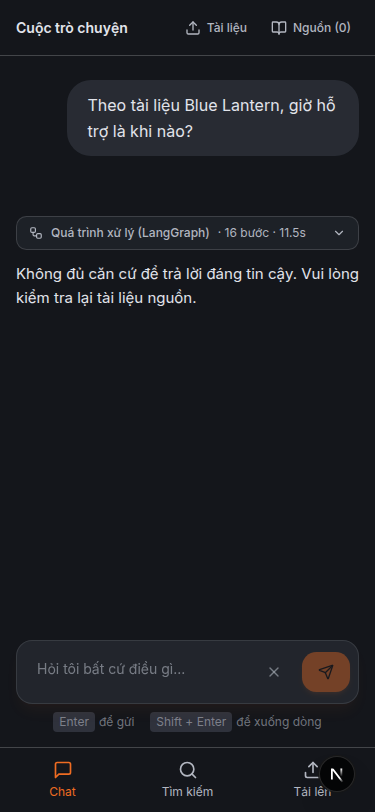 Cuộc trò chuyện
Tài liệu
Nguồn (0)
Theo tài liệu Blue Lantern, giờ hỗ
trợ là khi nào?
Quá trình xử lý (LangGraph) · 16 bước · 11.5s
Không đủ căn cứ để trả lời đáng tin cậy. Vui lòng
kiểm tra lại tài liệu nguồn.
Hỏi tôi bất cứ điều gì...
Enter để gửi Shift + Enter để xuống dòng
Chat
Tìm kiếm
Tải lên
N